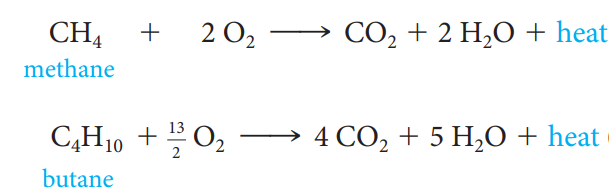 CH₄ + 2 O₂ ⟶ CO₂ + 2 H₂O + heat
methane
C₄H₁₀ + 13/2 O₂ ⟶ 4 CO₂ + 5 H₂O + heat
butane